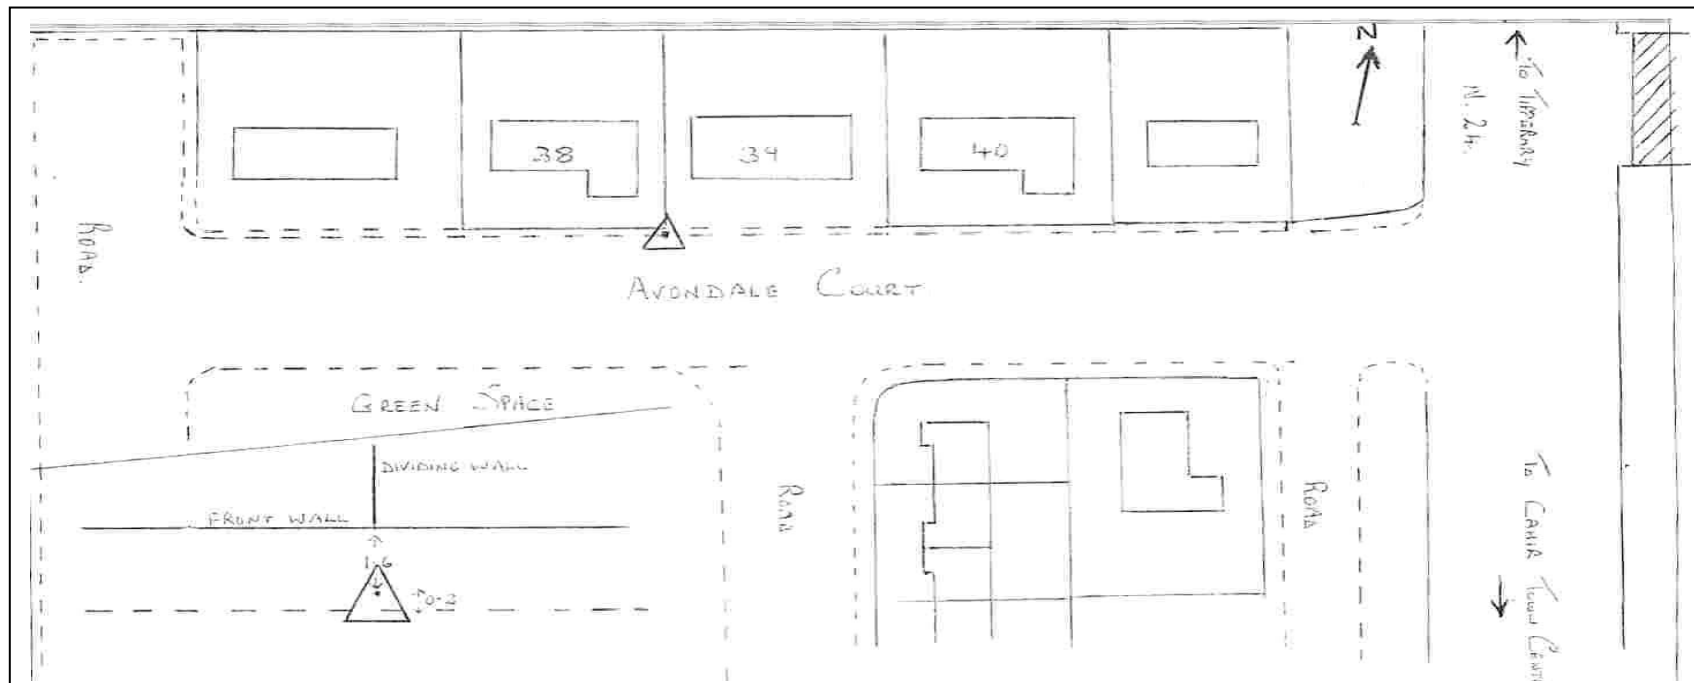 N
To TIPPERARY
N. 24.
38
39
40
ROAD.
AVONDALE COURT
GREEN SPACE
DIVIDING WALL
FRONT WALL
1.6
0.2
ROAD
ROAD
To CAHIR TOWN